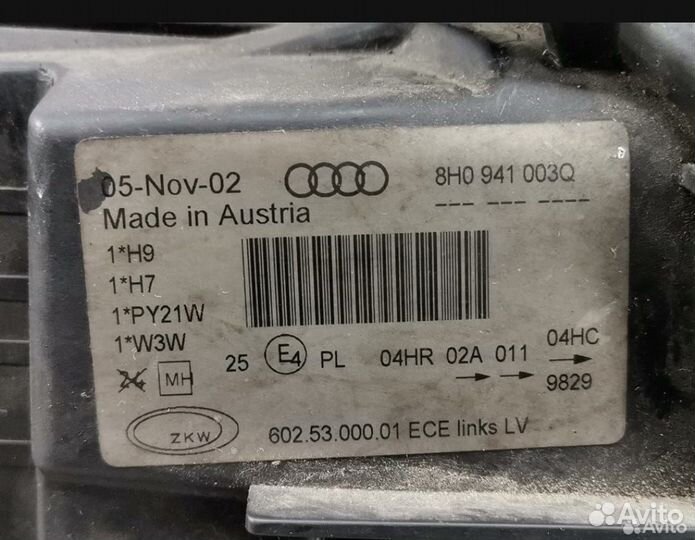 05-Nov-02
8H0 941 003Q
--- --- --- ---
Made in Austria
1*H9
1*H7
1*PY21W
1*W3W
MH
25 E4 PL 04HR 02A 011 04HC
9829
ZKW
602.53.000.01 ECE links LV
Avito
Avito